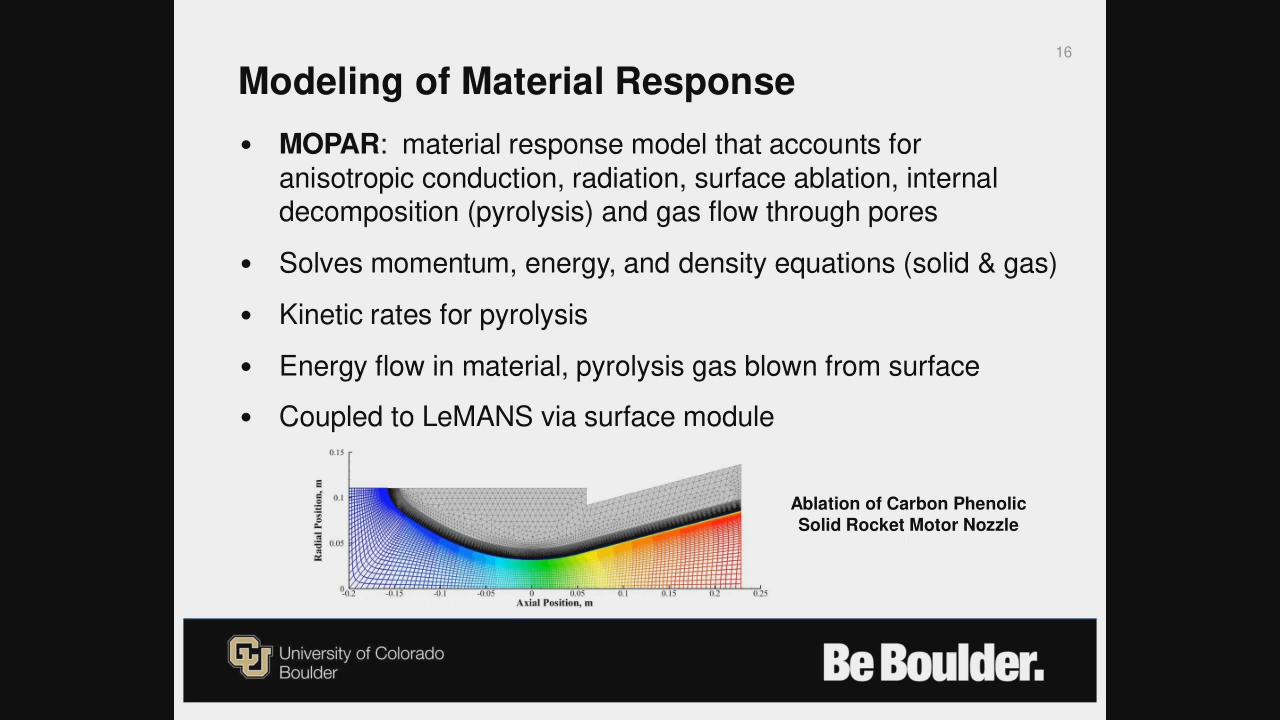 16
Modeling of Material Response
• MOPAR: material response model that accounts for
anisotropic conduction, radiation, surface ablation, internal
decomposition (pyrolysis) and gas flow through pores
• Solves momentum, energy, and density equations (solid & gas)
• Kinetic rates for pyrolysis
• Energy flow in material, pyrolysis gas blown from surface
• Coupled to LeMANS via surface module
Radial Position, m
0.15
0.1
0.05
0
-0.2 -0.15 -0.1 -0.05 0 0.05 0.1 0.15 0.2 0.25
Axial Position, m
Ablation of Carbon Phenolic
Solid Rocket Motor Nozzle
CU
University of Colorado
Boulder
Be Boulder.